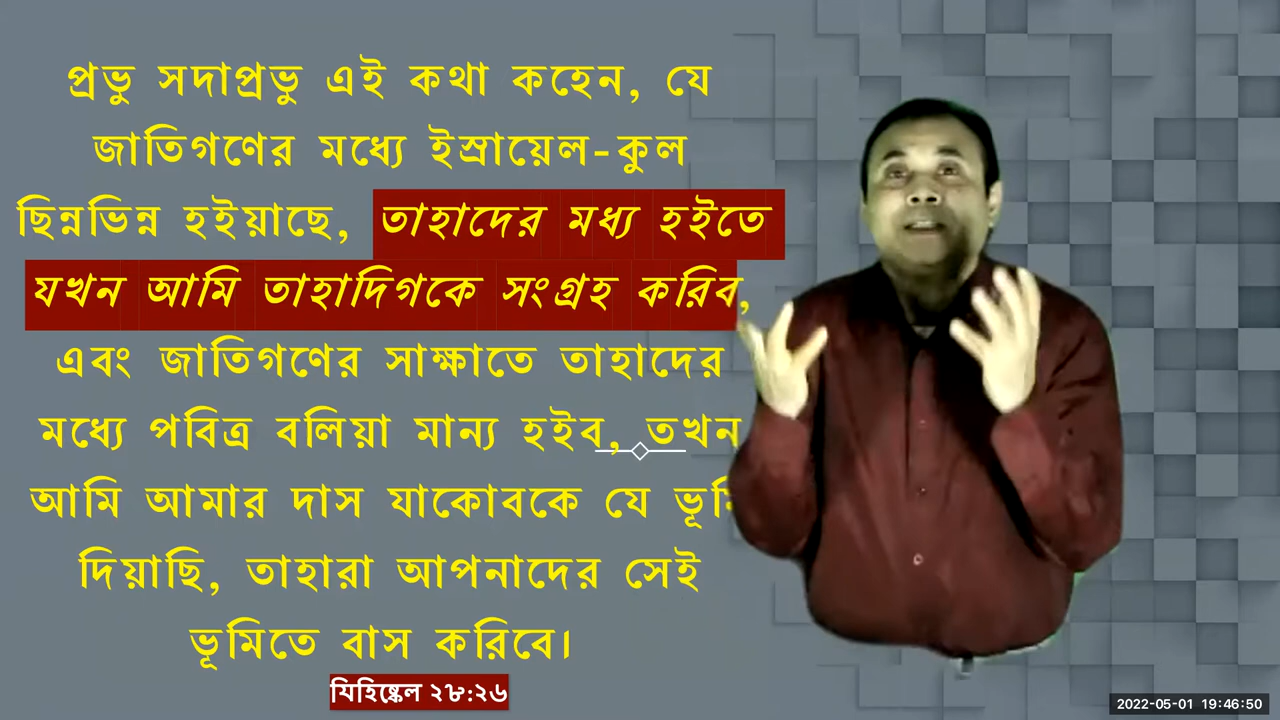 প্রভু সদাপ্রভু এই কথা কহেন, যে
জাতিগণের মধ্যে ইস্রায়েল-কুল
ছিন্নভিন্ন হইয়াছে, তাহাদের মধ্য হইতে
যখন আমি তাহাদিগকে সংগ্রহ করিব,
এবং জাতিগণের সাক্ষাতে তাহাদের
মধ্যে পবিত্র বলিয়া মান্য হইব, তখন
আমি আমার দাস যাকোবকে যে ভূমি
দিয়াছি, তাহারা আপনাদের সেই
ভূমিতে বাস করিবে।
যিহিষ্কেল ২৮:২৬
2022-05-01 19:46:50